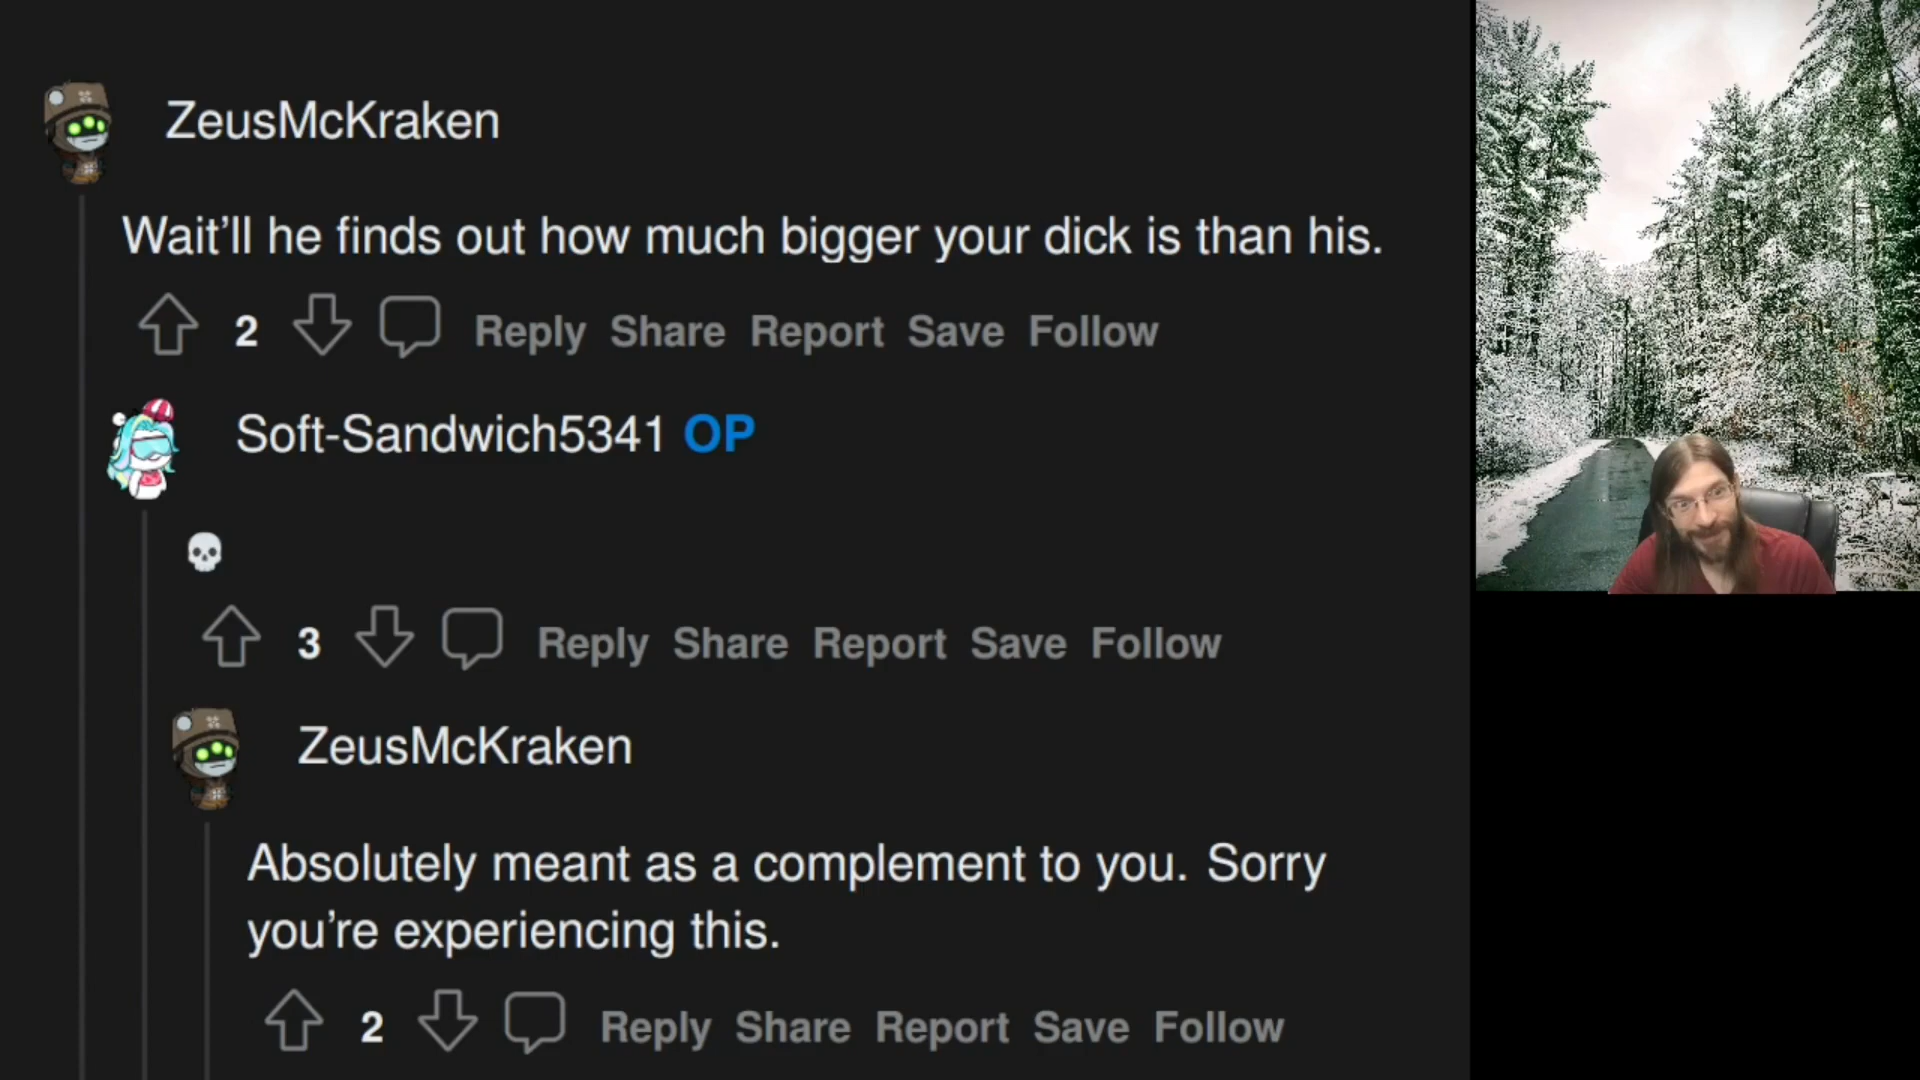 ZeusMcKraken
Wait’ll he finds out how much bigger your dick is than his.
2 Reply Share Report Save Follow
Soft-Sandwich5341 OP
💀
3 Reply Share Report Save Follow
ZeusMcKraken
Absolutely meant as a complement to you. Sorry
you’re experiencing this.
2 Reply Share Report Save Follow